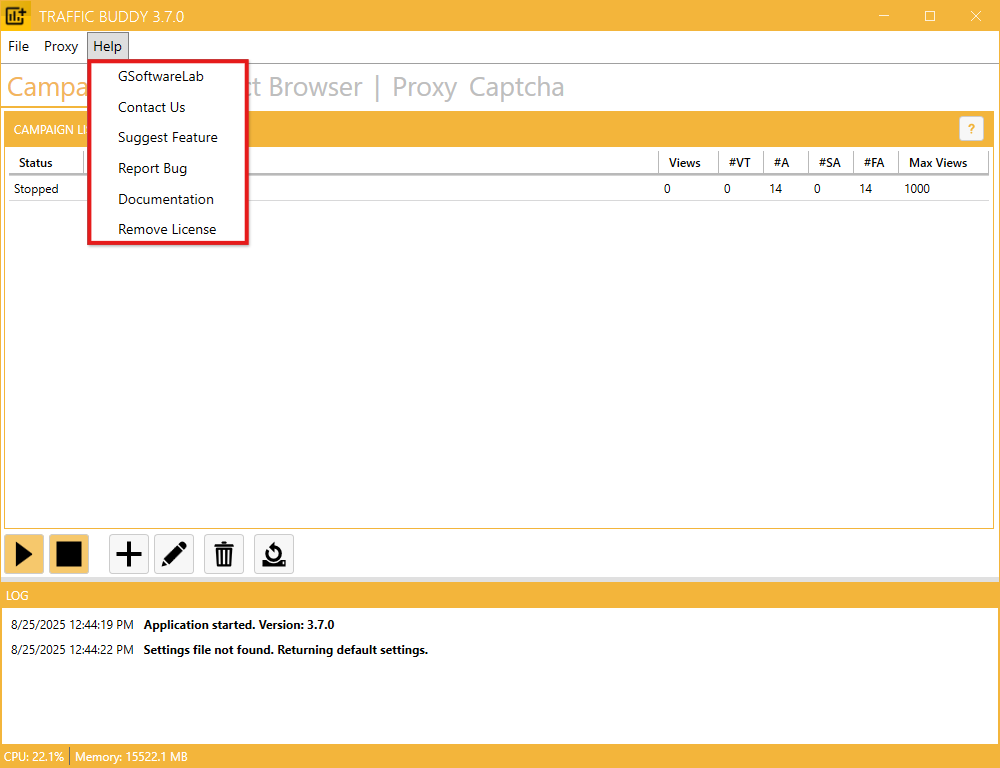 TRAFFIC BUDDY 3.7.0
File Proxy Help
GSoftwareLab
Contact Us
Suggest Feature
Report Bug
Documentation
Remove License
Browser | Proxy Captcha
CAMPAIGN
?
Status Views #VT #A #SA #FA Max Views
Stopped 0 0 14 0 14 1000
LOG
8/25/2025 12:44:19 PM Application started. Version: 3.7.0
8/25/2025 12:44:22 PM Settings file not found. Returning default settings.
CPU: 22.1% Memory: 15522.1 MB